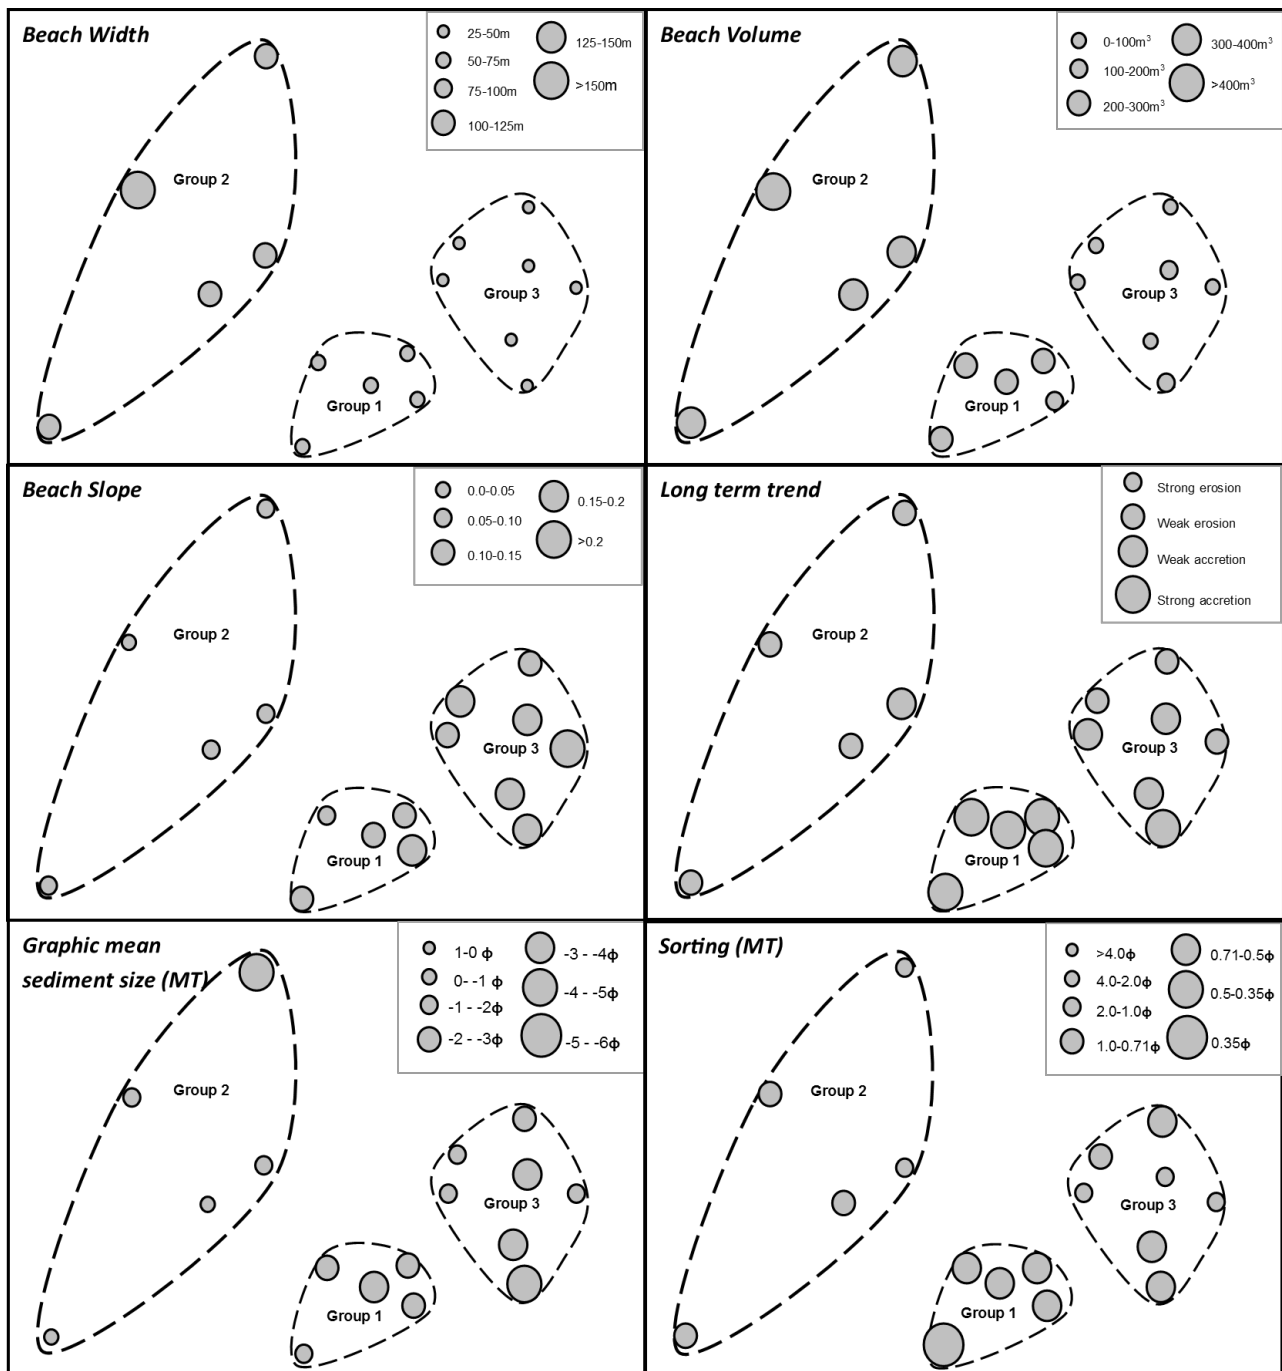 Beach Width
25-50m
50-75m
75-100m
100-125m
125-150m
>150m
Group 2
Group 3
Group 1
Beach Volume
0-100m³
100-200m³
200-300m³
300-400m³
>400m³
Group 2
Group 3
Group 1
Beach Slope
0.0-0.05
0.05-0.10
0.10-0.15
0.15-0.2
>0.2
Group 2
Group 3
Group 1
Long term trend
Strong erosion
Weak erosion
Weak accretion
Strong accretion
Group 2
Group 3
Group 1
Graphic mean
sediment size (MT)
1-0 ϕ
0- -1 ϕ
-1 - -2ϕ
-2 - -3ϕ
-3 - -4ϕ
-4 - -5ϕ
-5 - -6ϕ
Group 2
Group 3
Group 1
Sorting (MT)
>4.0ϕ
4.0-2.0ϕ
2.0-1.0ϕ
1.0-0.71ϕ
0.71-0.5ϕ
0.5-0.35ϕ
0.35ϕ
Group 2
Group 3
Group 1